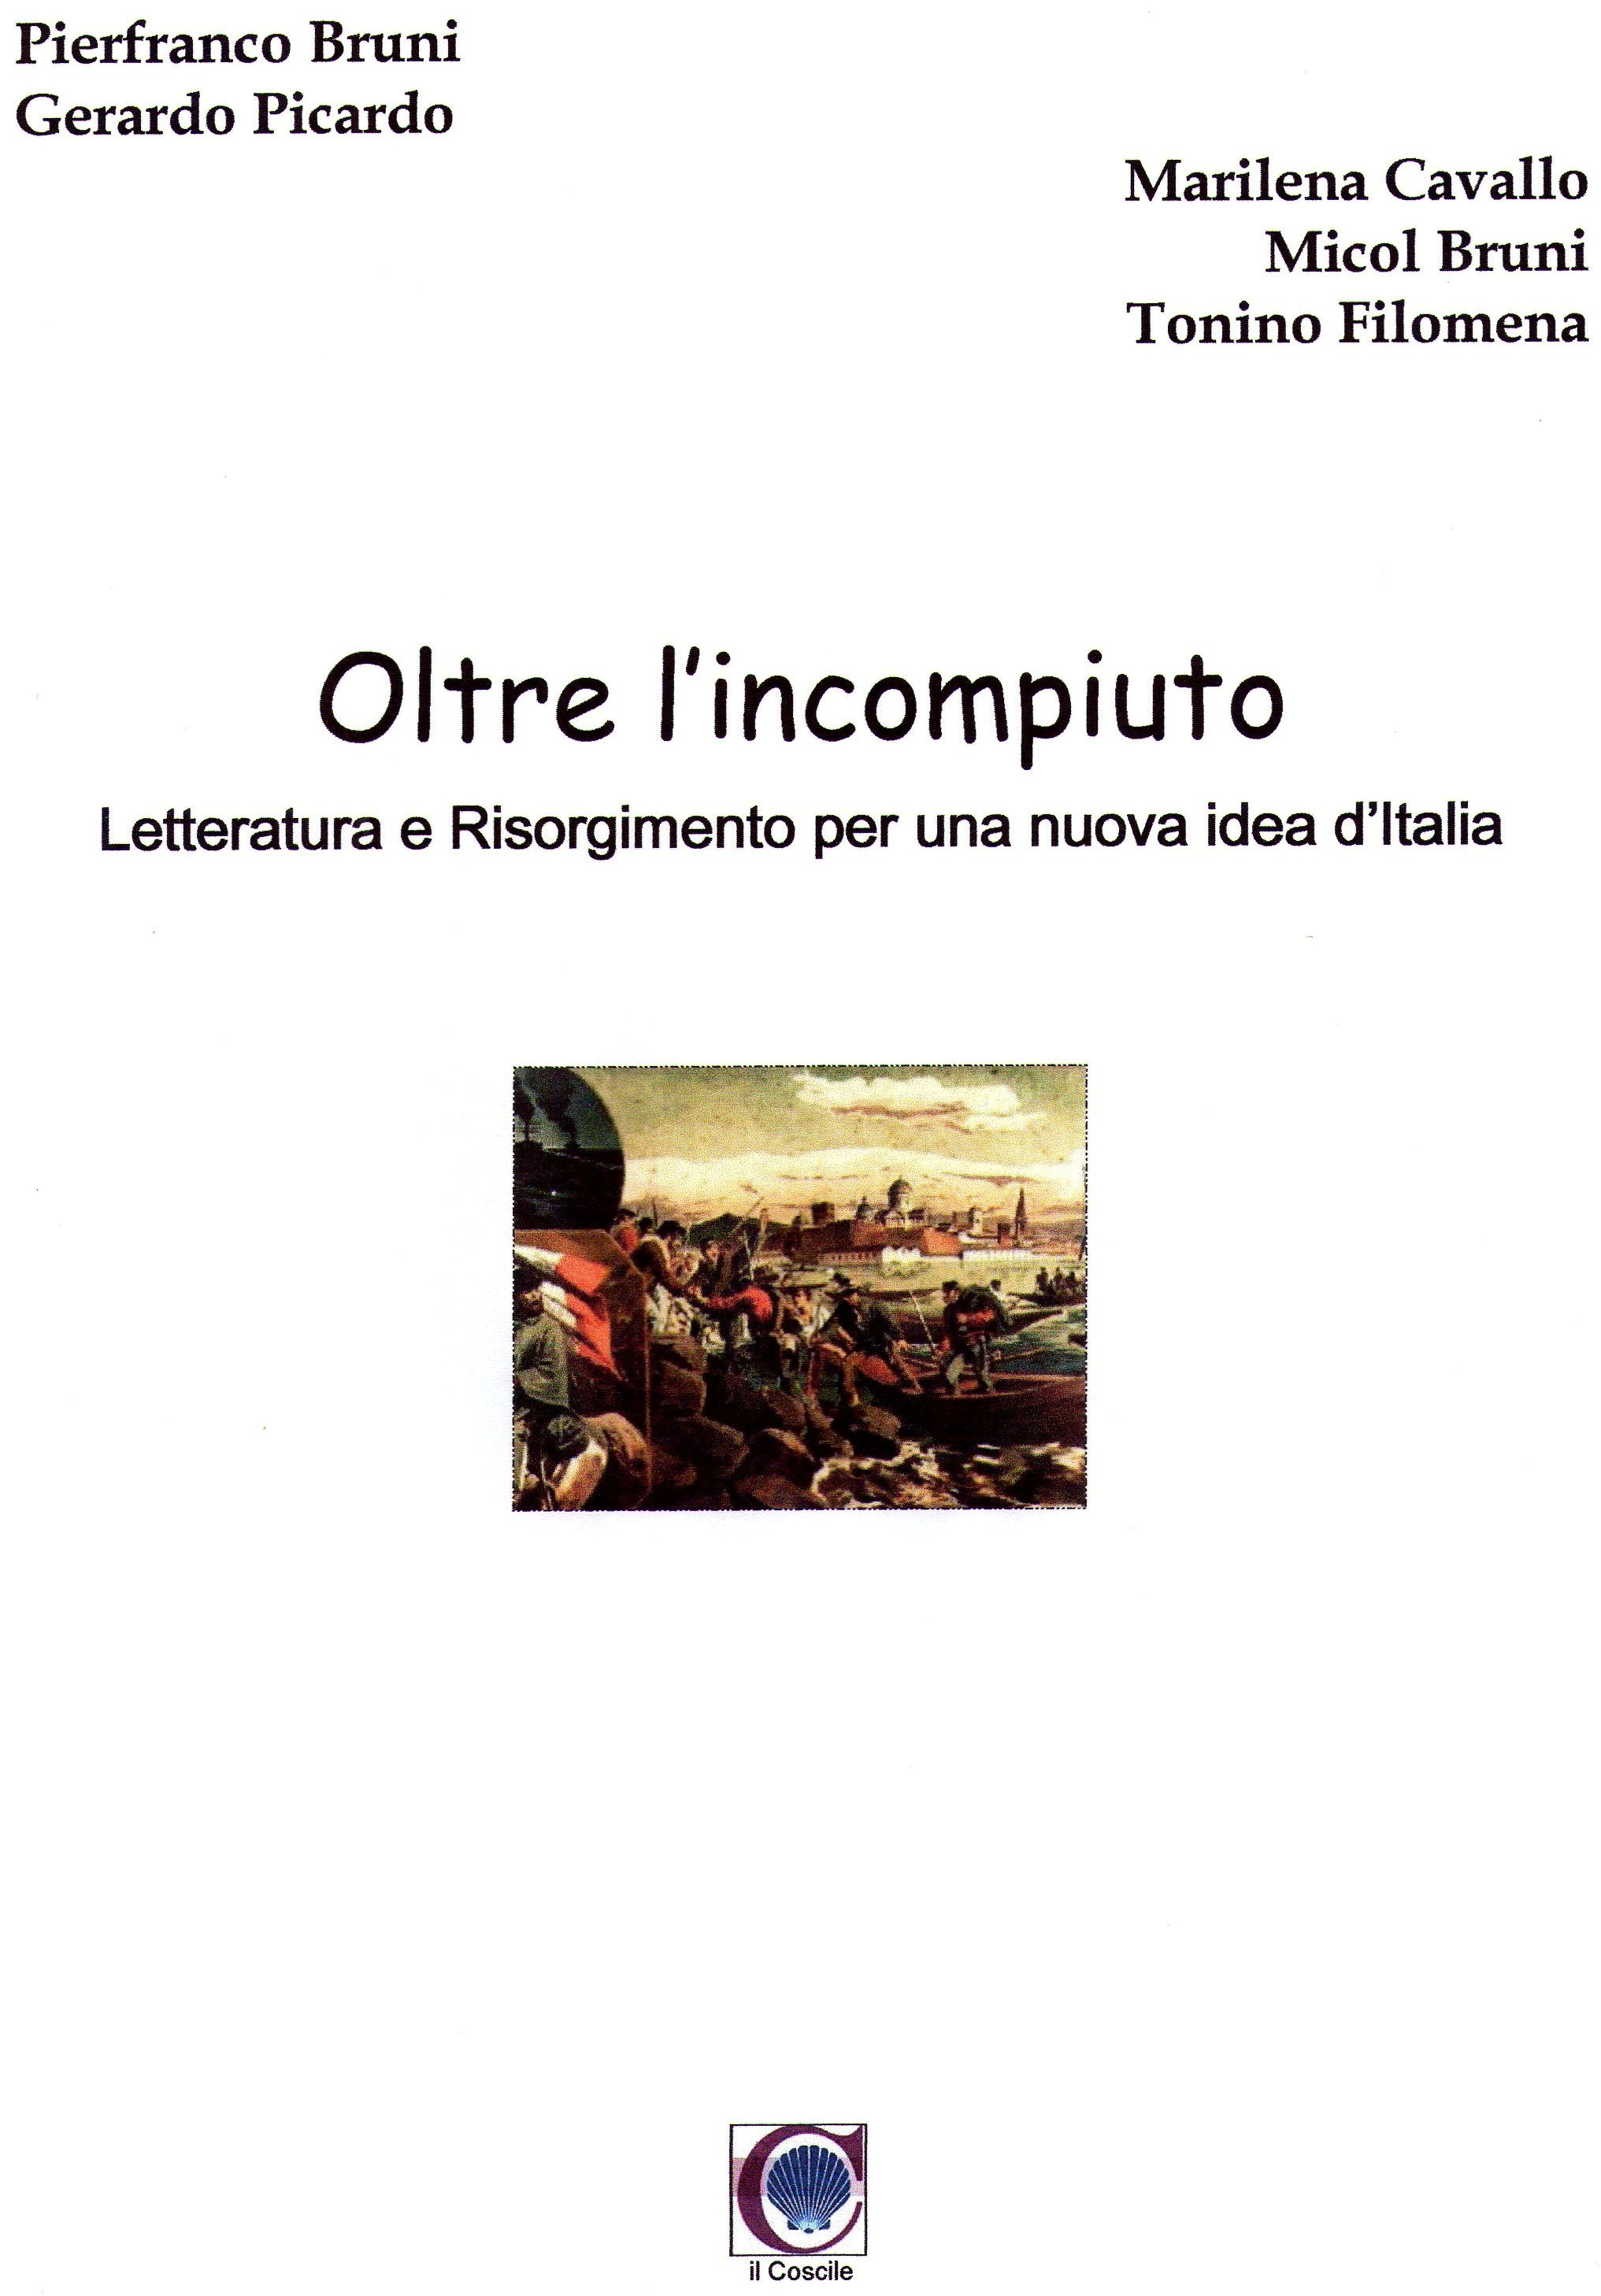 Pierfranco Bruni
Gerardo Picardo
Marilena Cavallo
Micol Bruni
Tonino Filomena
Oltre l'incompiuto
Letteratura e Risorgimento per una nuova idea d'Italia
C
il Coscile